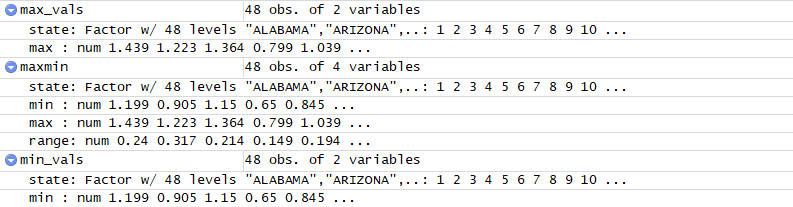 max_vals 48 obs. of 2 variables
state: Factor w/ 48 levels "ALABAMA","ARIZONA",..: 1 2 3 4 5 6 7 8 9 10 ...
max : num 1.439 1.223 1.364 0.799 1.039 ...
maxmin 48 obs. of 4 variables
state: Factor w/ 48 levels "ALABAMA","ARIZONA",..: 1 2 3 4 5 6 7 8 9 10 ...
min : num 1.199 0.905 1.15 0.65 0.845 ...
max : num 1.439 1.223 1.364 0.799 1.039 ...
range: num 0.24 0.317 0.214 0.149 0.194 ...
min_vals 48 obs. of 2 variables
state: Factor w/ 48 levels "ALABAMA","ARIZONA",..: 1 2 3 4 5 6 7 8 9 10 ...
min : num 1.199 0.905 1.15 0.65 0.845 ...